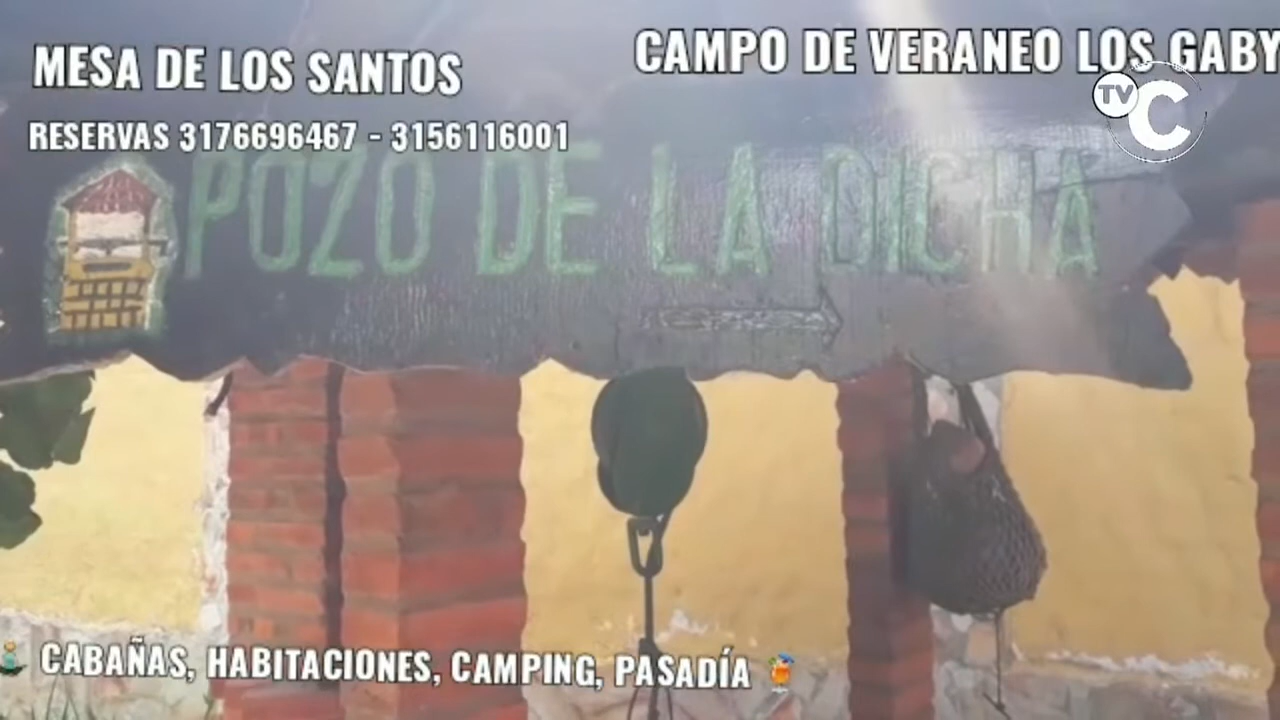 MESA DE LOS SANTOS
CAMPO DE VERANEO LOS GABY
TV C
RESERVAS 3176696467 - 3156116001
POZO DE LA DICHA
CABAÑAS, HABITACIONES, CAMPING, PASADÍA